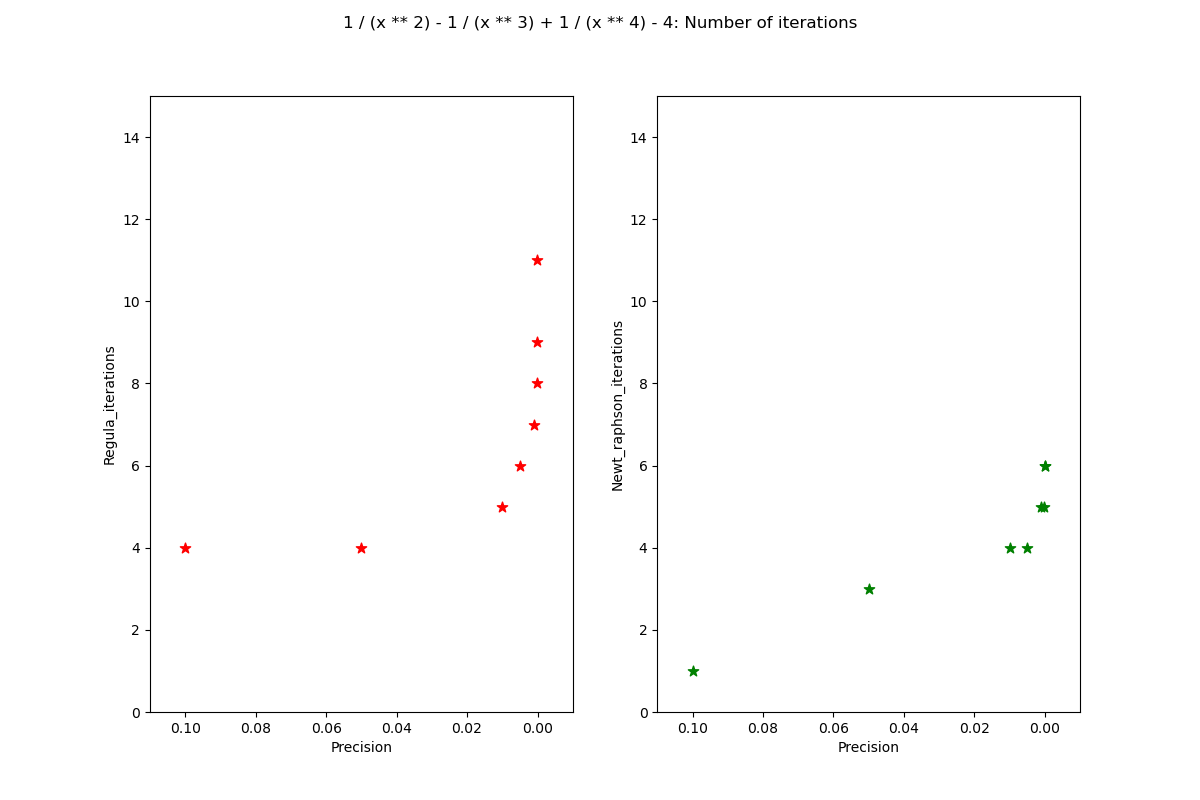 1 / (x ** 2) - 1 / (x ** 3) + 1 / (x ** 4) - 4: Number of iterations
14
12
10
8
6
4
2
0
Regula_iterations
0.10 0.08 0.06 0.04 0.02 0.00
Precision
14
12
10
8
6
4
2
0
Newt_raphson_iterations
0.10 0.08 0.06 0.04 0.02 0.00
Precision